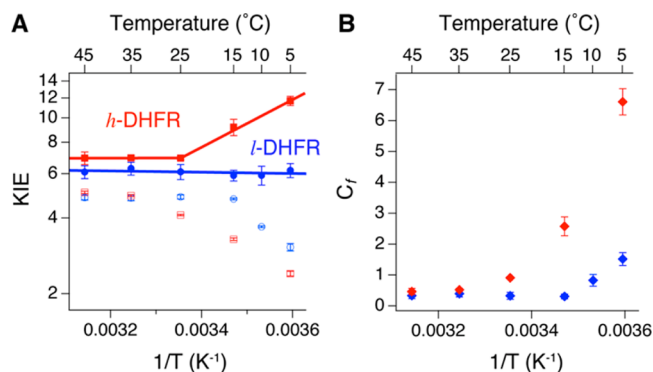 A
Temperature (˚C)
45 35 25 15 10 5
14
12
10
8
6
4
2
KIE
h-DHFR
l-DHFR
0.0032 0.0034 0.0036
1/T (K-1)
B
Temperature (˚C)
45 35 25 15 10 5
7
6
5
4
3
2
1
0
Cf
0.0032 0.0034 0.0036
1/T (K-1)